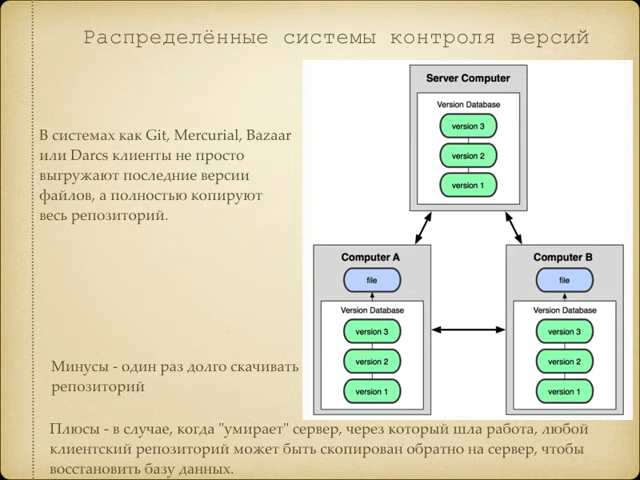 Распределённые системы контроля версий
В системах как Git, Mercurial, Bazaar
или Darcs клиенты не просто
выгружают последние версии
файлов, а полностью копируют
весь репозиторий.
Server Computer
Version Database
version 3
version 2
version 1
Computer A
file
Version Database
version 3
version 2
version 1
Computer B
file
Version Database
version 3
version 2
version 1
Минусы - один раз долго скачивать
репозиторий
Плюсы - в случае, когда "умирает" сервер, через который шла работа, любой
клиентский репозиторий может быть скопирован обратно на сервер, чтобы
восстановить базу данных.